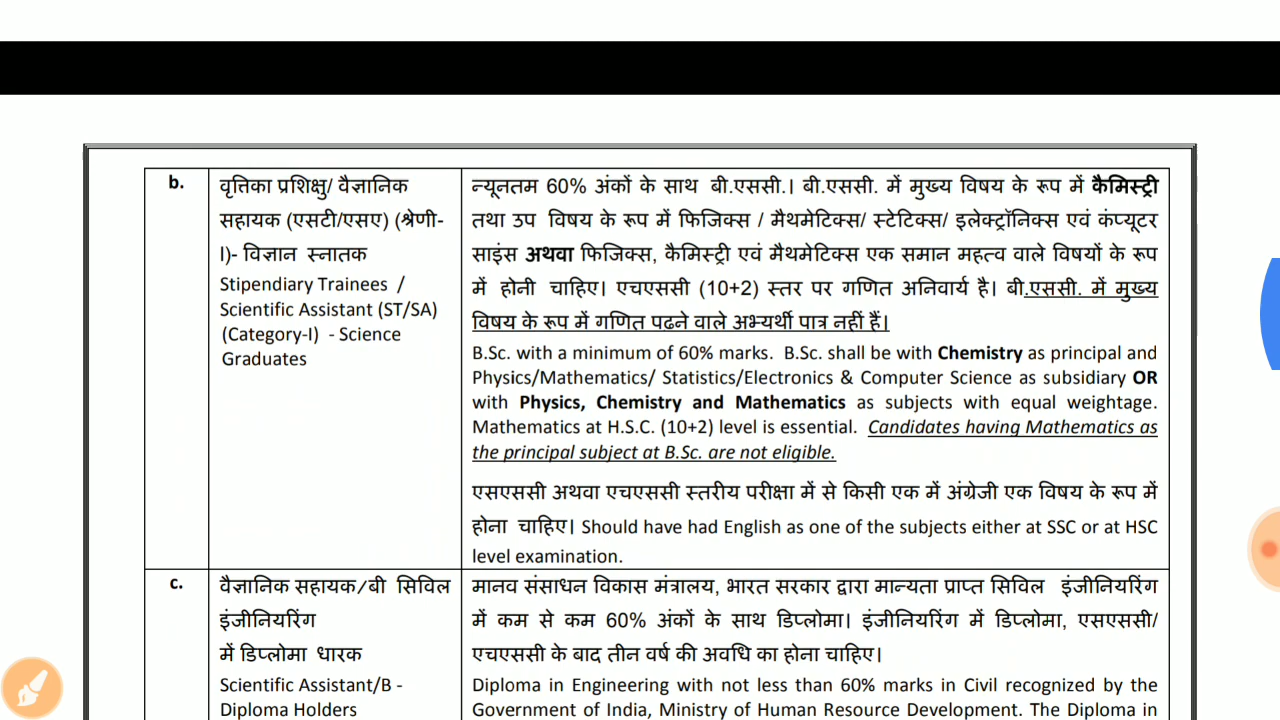 b.
वृत्तिका प्रशिक्षु/ वैज्ञानिक
सहायक (एसटी/एसए) (श्रेणी-
I)- विज्ञान स्नातक
Stipendiary Trainees /
Scientific Assistant (ST/SA)
(Category-I) - Science
Graduates
न्यूनतम 60% अंकों के साथ बी.एससी.। बी.एससी. में मुख्य विषय के रूप में कैमिस्ट्री
तथा उप विषय के रूप में फिजिक्स / मैथमेटिक्स/ स्टेटिक्स/ इलेक्ट्रॉनिक्स एवं कंप्यूटर
साइंस अथवा फिजिक्स, कैमिस्ट्री एवं मैथमेटिक्स एक समान महत्व वाले विषयों के रूप
में होनी चाहिए। एचएससी (10+2) स्तर पर गणित अनिवार्य है। बी.एससी. में मुख्य
विषय के रूप में गणित पढने वाले अभ्यर्थी पात्र नहीं हैं।
B.Sc. with a minimum of 60% marks. B.Sc. shall be with Chemistry as principal and
Physics/Mathematics/ Statistics/Electronics & Computer Science as subsidiary OR
with Physics, Chemistry and Mathematics as subjects with equal weightage.
Mathematics at H.S.C. (10+2) level is essential. Candidates having Mathematics as
the principal subject at B.Sc. are not eligible.
एसएससी अथवा एचएससी स्तरीय परीक्षा में से किसी एक में अंग्रेजी एक विषय के रूप में
होना चाहिए। Should have had English as one of the subjects either at SSC or at HSC
level examination.
c.
वैज्ञानिक सहायक/बी सिविल
इंजीनियरिंग
में डिप्लोमा धारक
Scientific Assistant/B -
Diploma Holders
मानव संसाधन विकास मंत्रालय, भारत सरकार द्वारा मान्यता प्राप्त सिविल इंजीनियरिंग
में कम से कम 60% अंकों के साथ डिप्लोमा। इंजीनियरिंग में डिप्लोमा, एसएससी/
एचएससी के बाद तीन वर्ष की अवधि का होना चाहिए।
Diploma in Engineering with not less than 60% marks in Civil recognized by the
Government of India, Ministry of Human Resource Development. The Diploma in